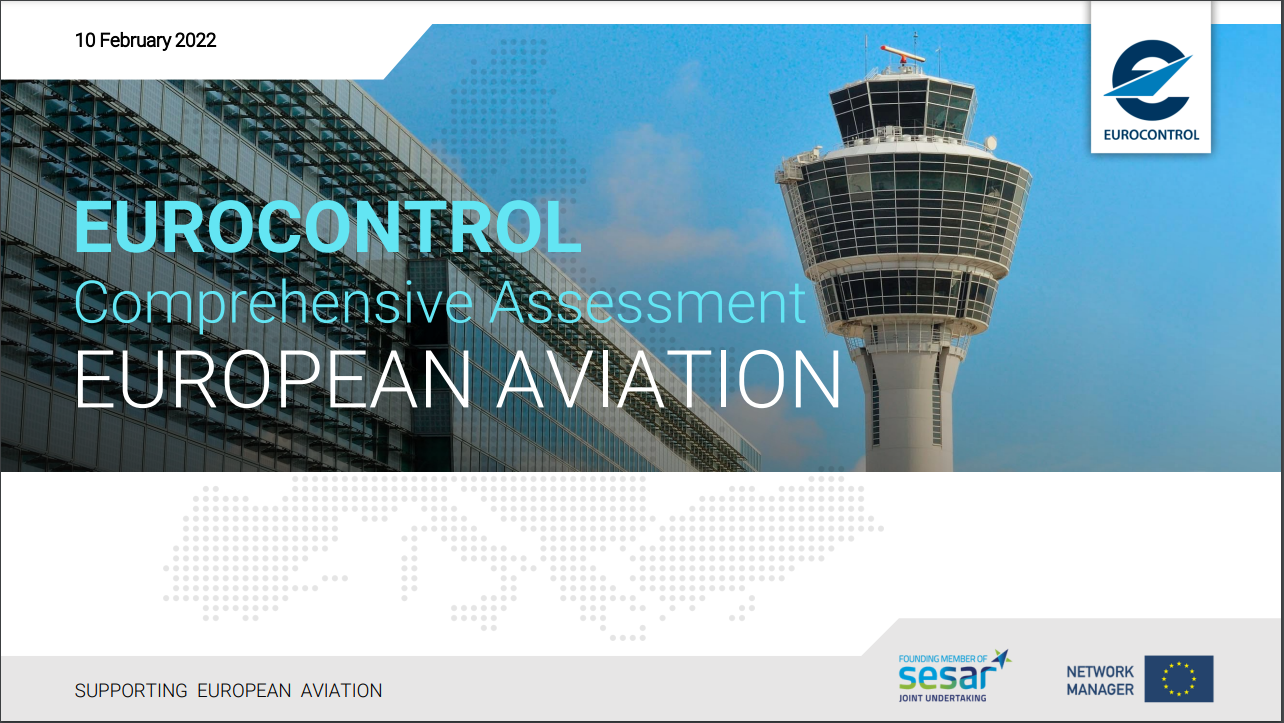 10 February 2022
EUROCONTROL
EUROCONTROL
Comprehensive Assessment
EUROPEAN AVIATION
SUPPORTING EUROPEAN AVIATION
FOUNDING MEMBER OF
sesar
JOINT UNDERTAKING
NETWORK
MANAGER